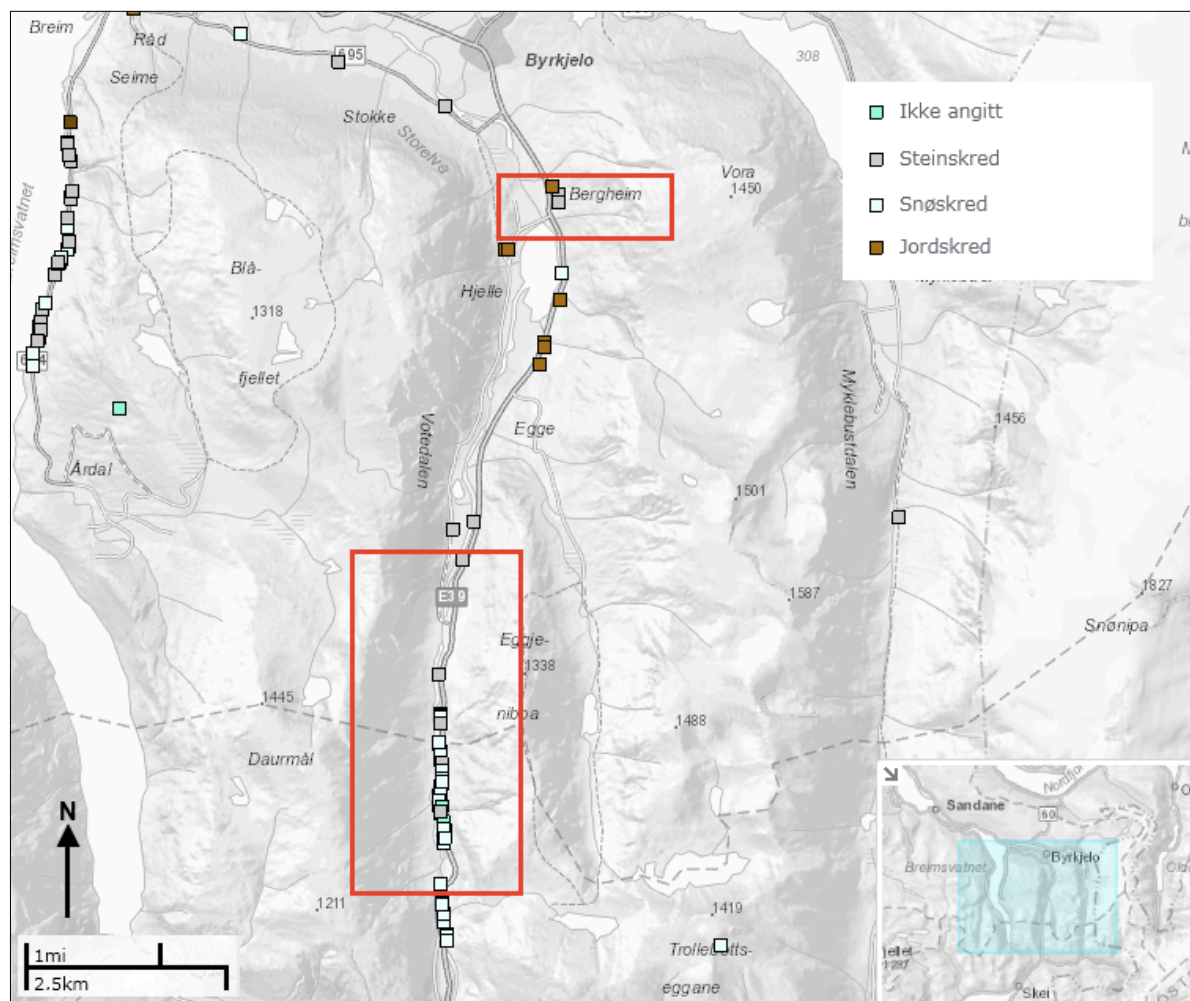 Breim
Råd
695
Byrkjelo
308
Seime
Stokke
Storelva
Ikke angitt
Steinskred
Snøskred
Jordskred
Vora
1450
Bergheim
Blå-
Hjelle
1318
fjellet
Egge
Votedalen
Myklebustdalen
1456
Årdal
1501
E39
1587
1827
Snønipa
Eggje-
1338
nibba
1445
1488
Daurmål
N
Sandane
60
Byrkjelo
Breimsvatnet
1211
1419
1mi
2.5km
eggane
Skei